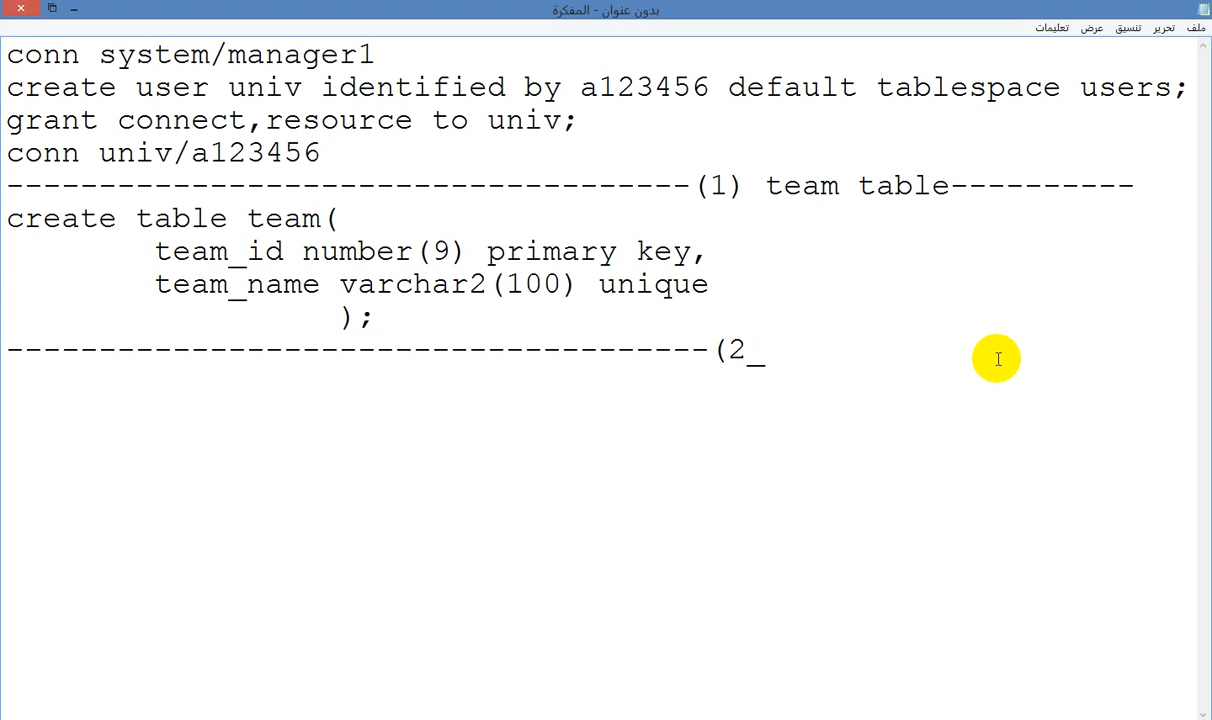 بدون عنوان - المفكرة
ملف تحرير تنسيق عرض تعليمات
conn system/manager1
create user univ identified by a123456 default tablespace users;
grant connect,resource to univ;
conn univ/a123456
-------------------------------------(1) team table----------
create table team(
        team_id number(9) primary key,
        team_name varchar2(100) unique
                  );
--------------------------------------(2_